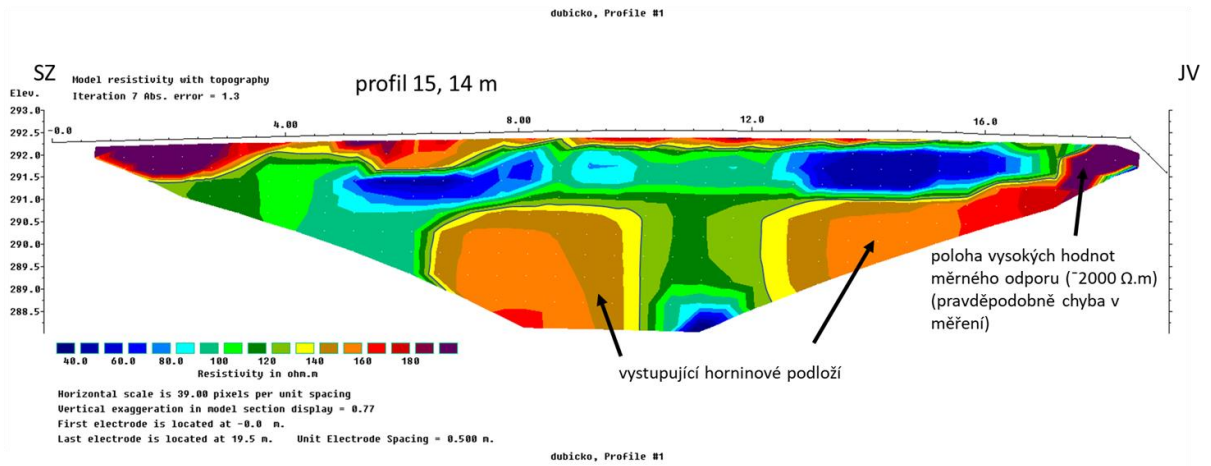 dubicko, Profile #1
SZ
JV
Model resistivity with topography
Iteration 7 Abs. error = 1.3
profil 15, 14 m
Elev.
293.0
292.5
292.0
291.5
291.0
290.5
290.0
289.5
289.0
288.5
-0.0 4.00 8.00 12.0 16.0
poloha vysokých hodnot
měrného odporu (˜2000 Ω.m)
(pravděpodobně chyba v
měření)
vystupující horninové podloží
40.0 60.0 80.0 100 120 140 160 180
Resistivity in ohm.m
Horizontal scale is 39.00 pixels per unit spacing
Vertical exaggeration in model section display = 0.77
First electrode is located at -0.0 m.
Last electrode is located at 19.5 m. Unit Electrode Spacing = 0.500 m.
dubicko, Profile #1